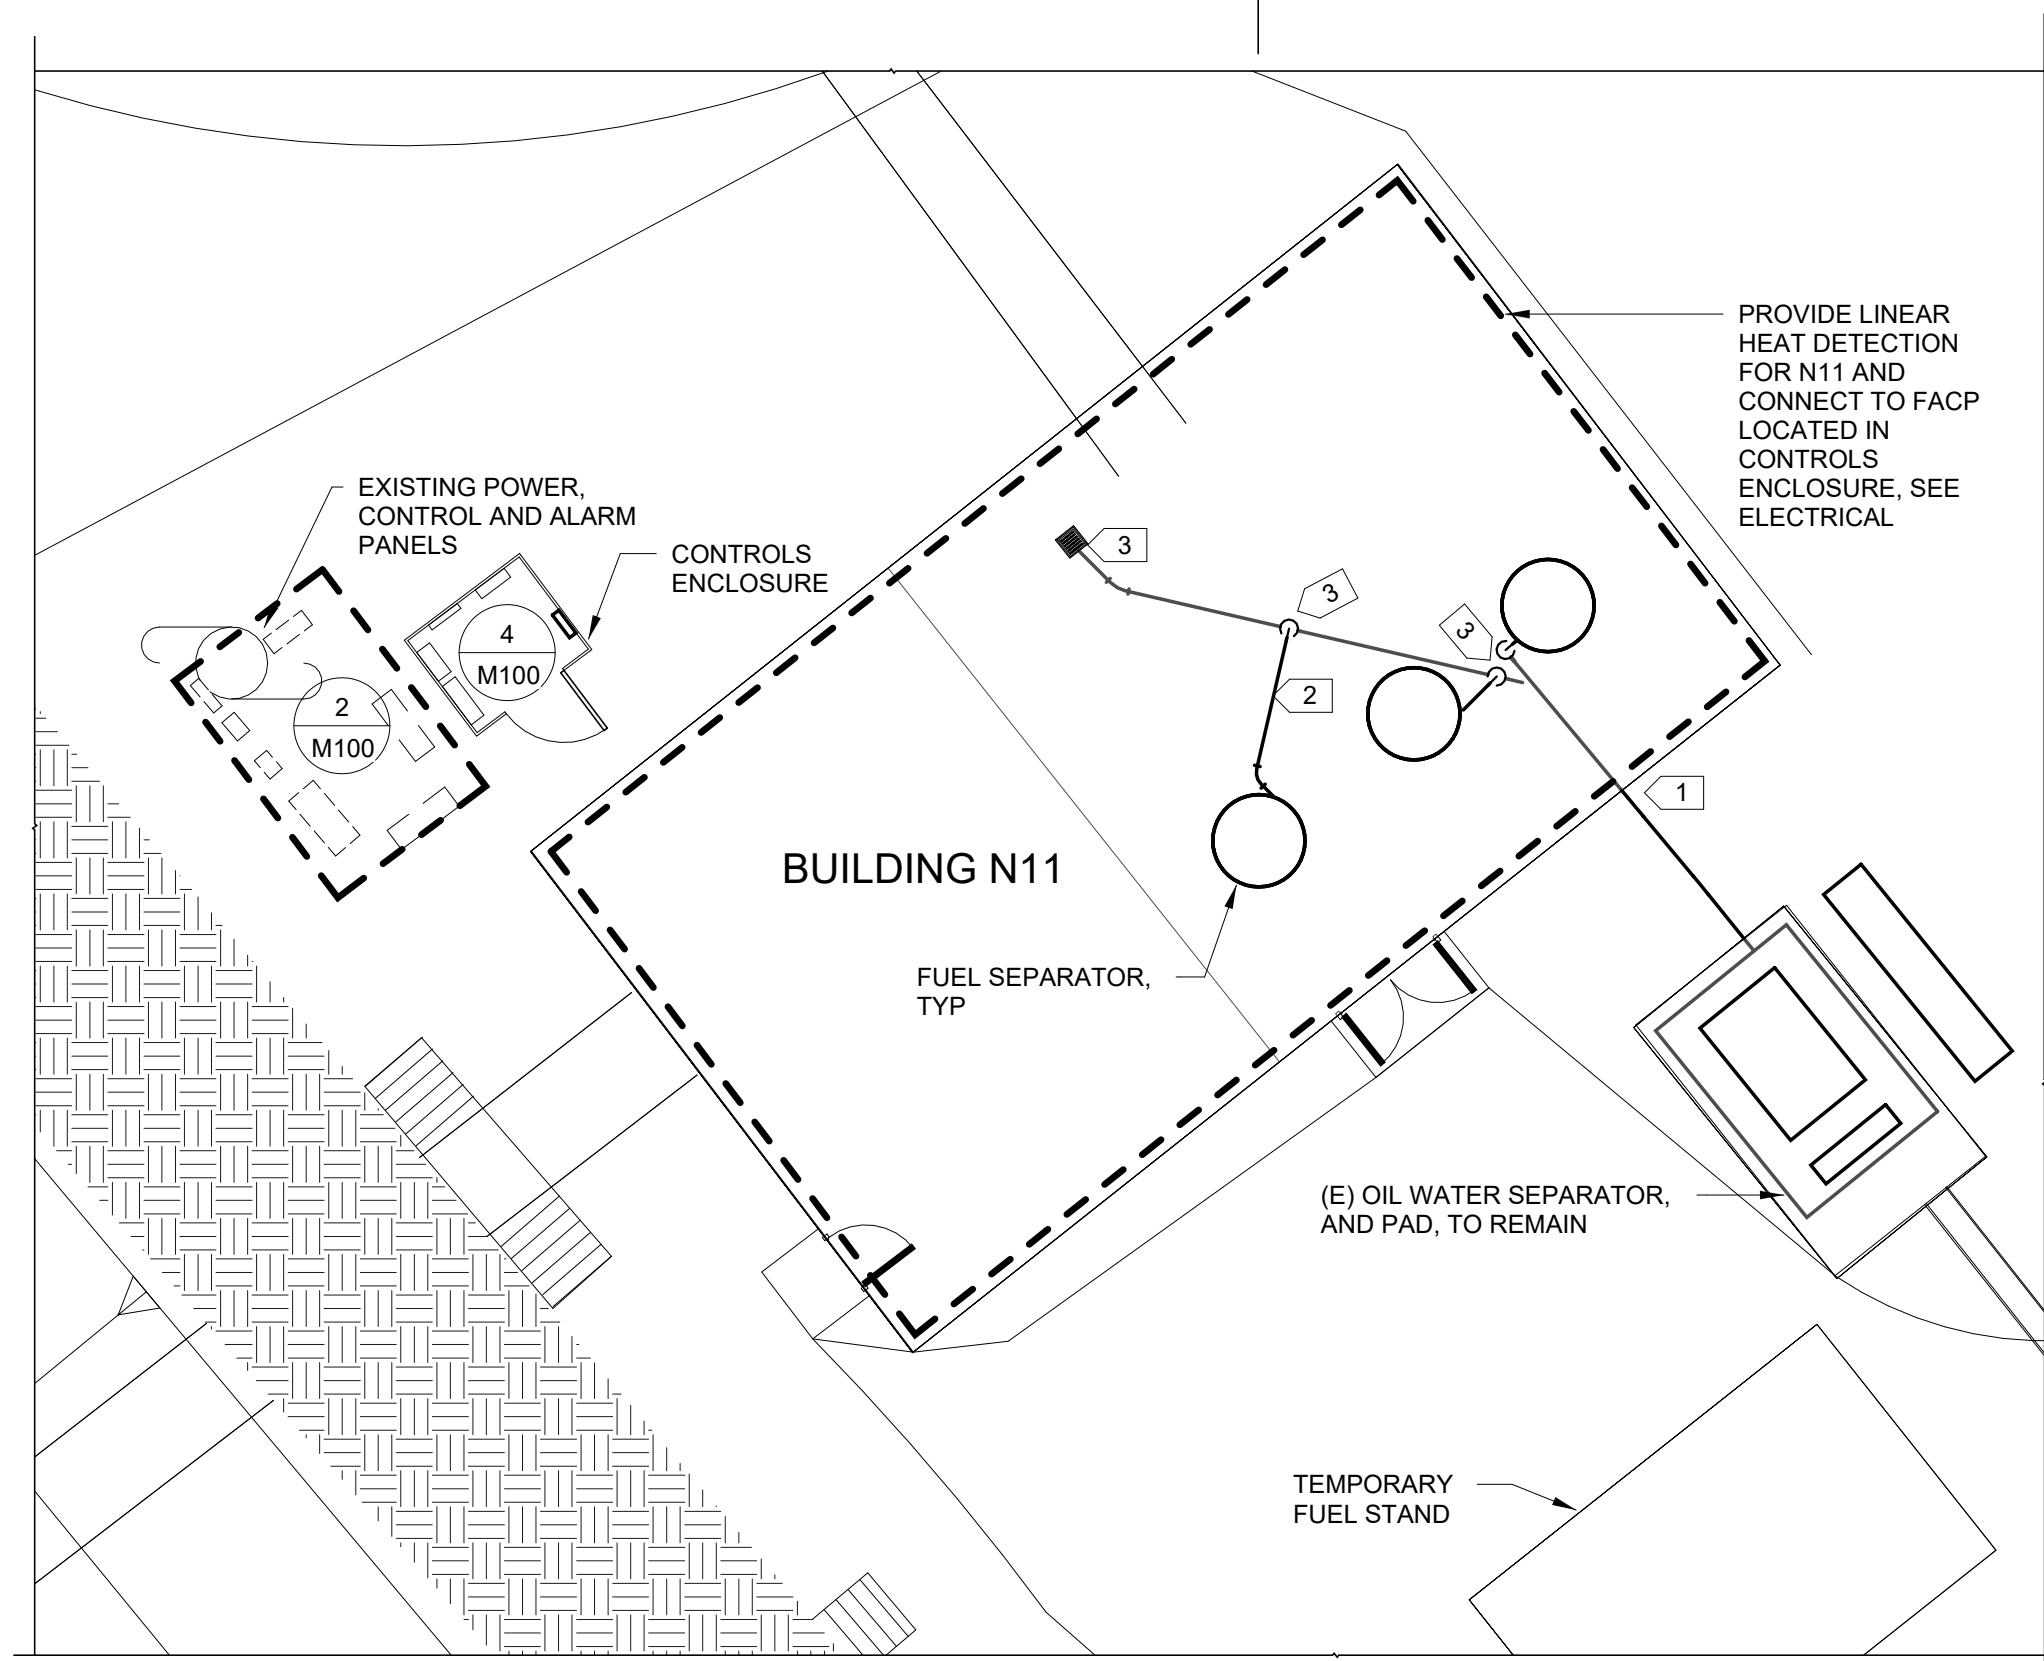 PROVIDE LINEAR
HEAT DETECTION
FOR N11 AND
CONNECT TO FACP
LOCATED IN
CONTROLS
ENCLOSURE, SEE
ELECTRICAL
EXISTING POWER,
CONTROL AND ALARM
PANELS
CONTROLS
ENCLOSURE
4
M100
2
M100
3
3
3
2
1
BUILDING N11
FUEL SEPARATOR,
TYP
(E) OIL WATER SEPARATOR,
AND PAD, TO REMAIN
TEMPORARY
FUEL STAND